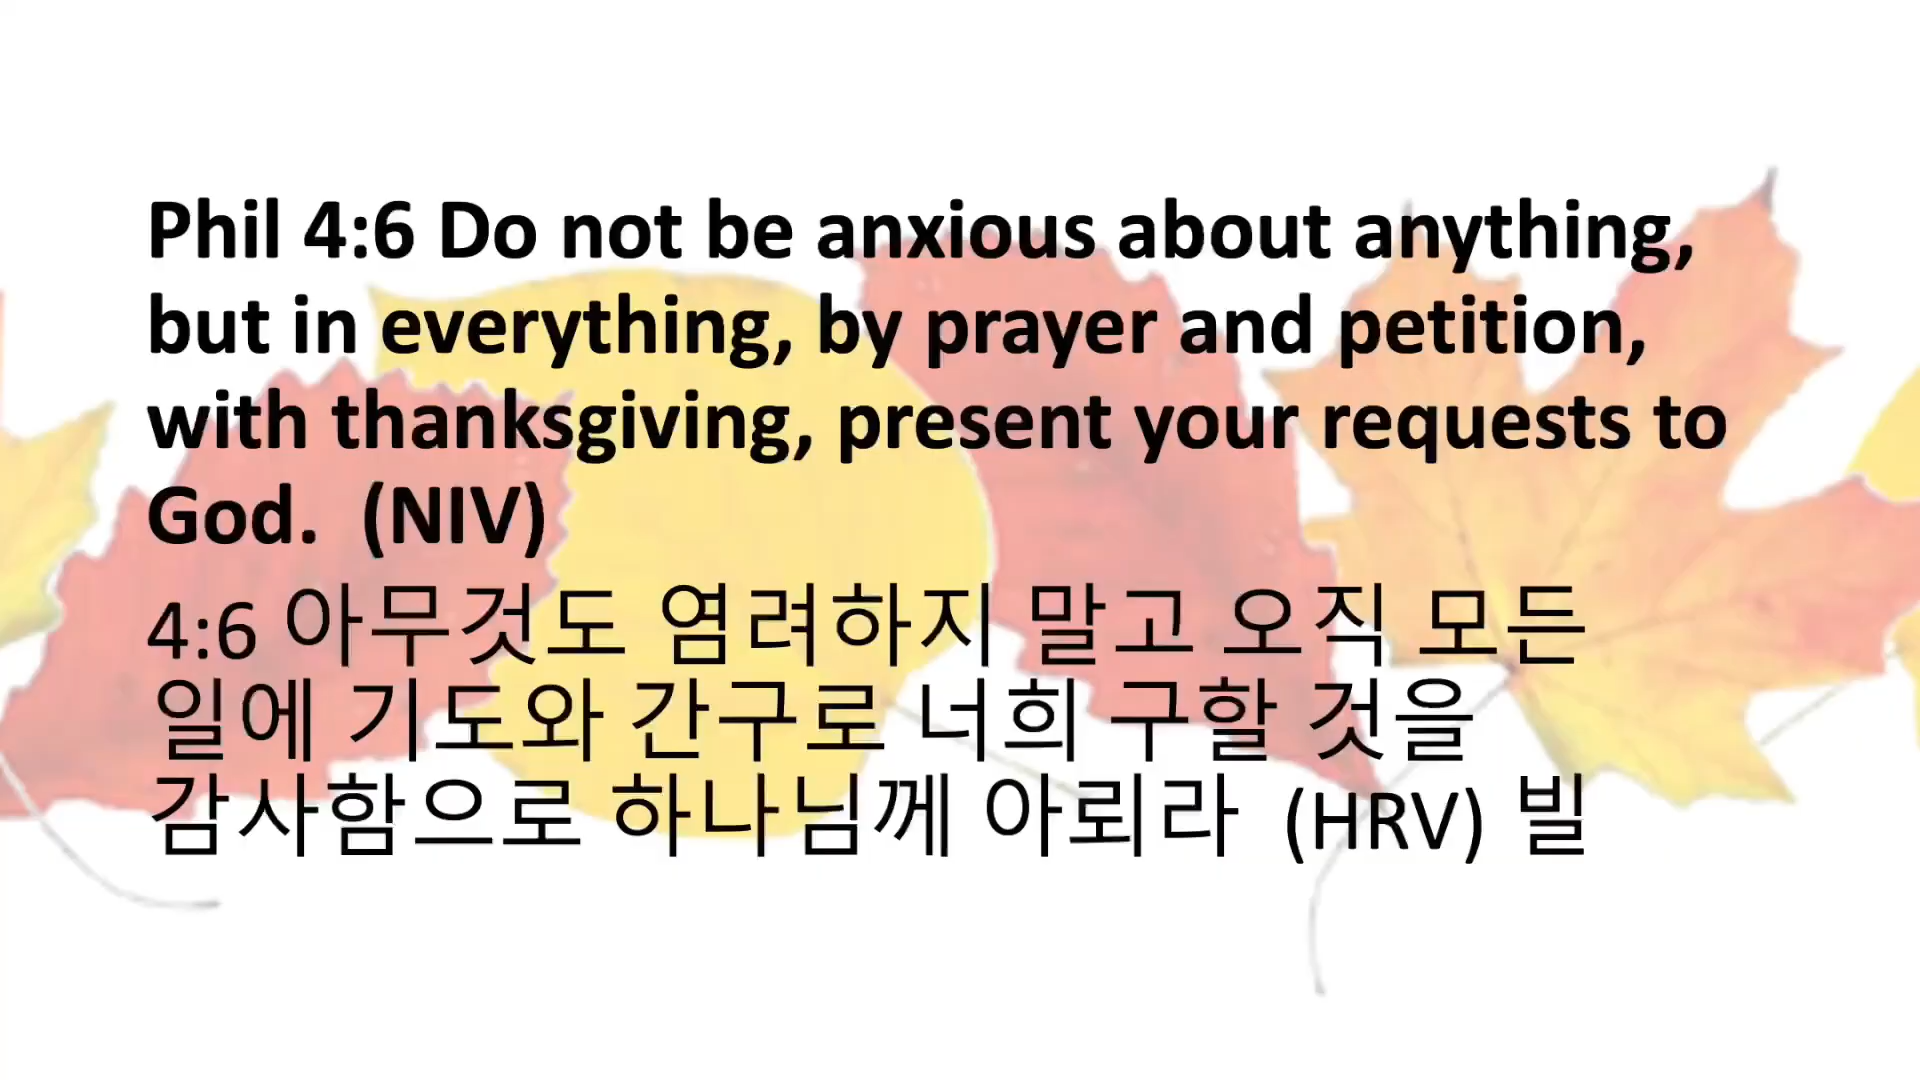 Phil 4:6 Do not be anxious about anything,
but in everything, by prayer and petition,
with thanksgiving, present your requests to
God.  (NIV)
4:6 아무것도 염려하지 말고 오직 모든
일에 기도와 간구로 너희 구할 것을
감사함으로 하나님께 아뢰라  (HRV) 빌